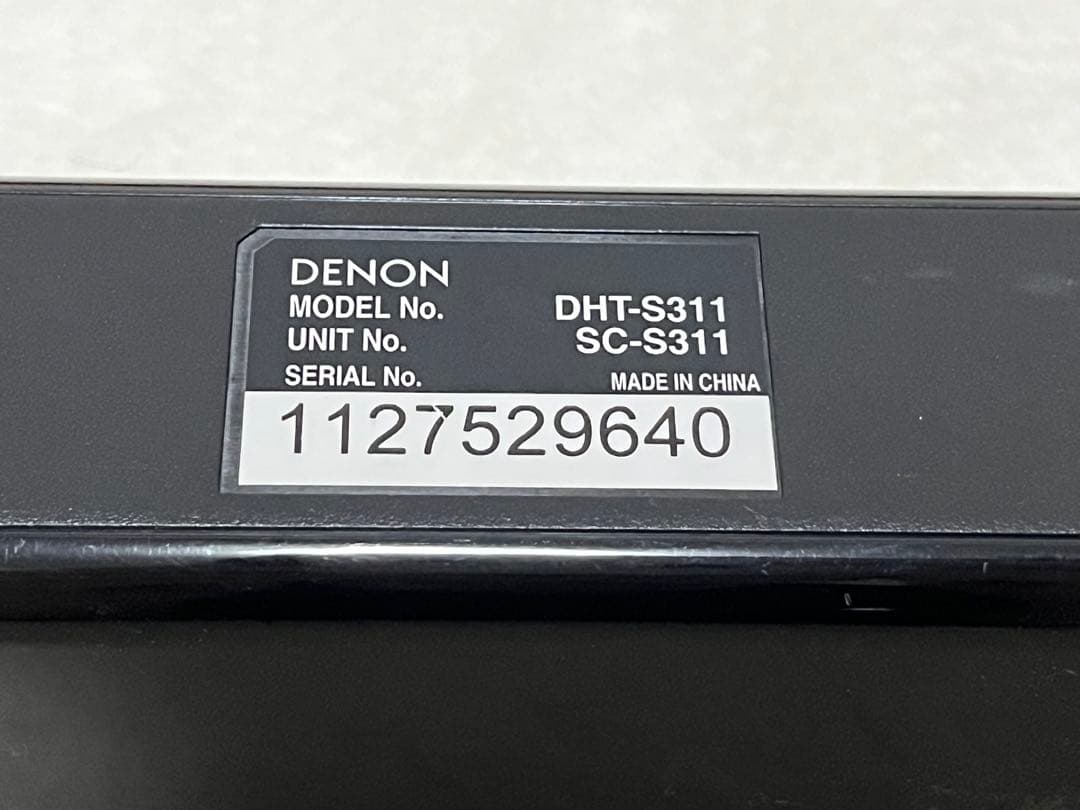 DENON
MODEL No. DHT-S311
UNIT No. SC-S311
SERIAL No. MADE IN CHINA
1127529640